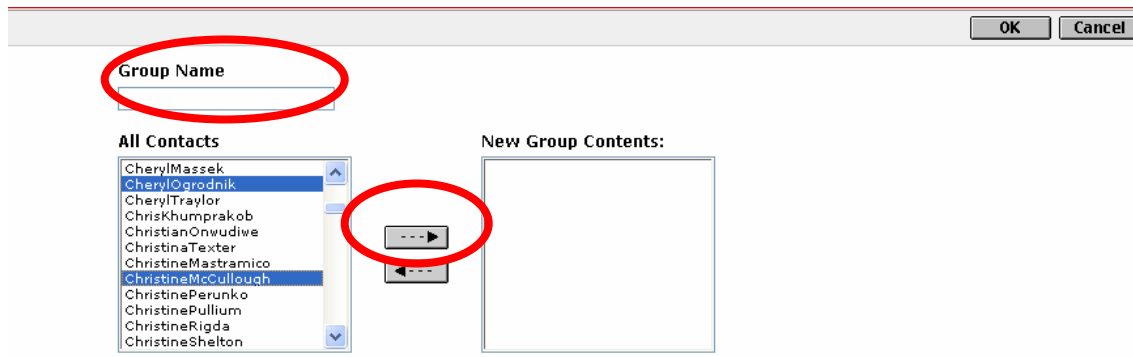 OK Cancel
Group Name
All Contacts New Group Contents:
CherylMassek
CherylOgrodnik
CherylTraylor
ChrisKhumprakob
ChristianOnwudiwe
ChristinaTexter
ChristineMastramico
ChristineMcCullough
ChristinePerunko
ChristinePullium
ChristineRigda
ChristineShelton